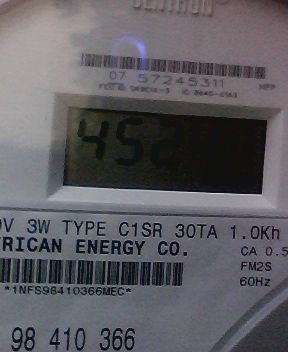 CENTRON
07 57245311
452
V 3W TYPE C1SR 30TA 1.0Kh
RICAN ENERGY CO.
CA 0.5
FM2S
*1NFS98410366MEC*
60Hz
98 410 366